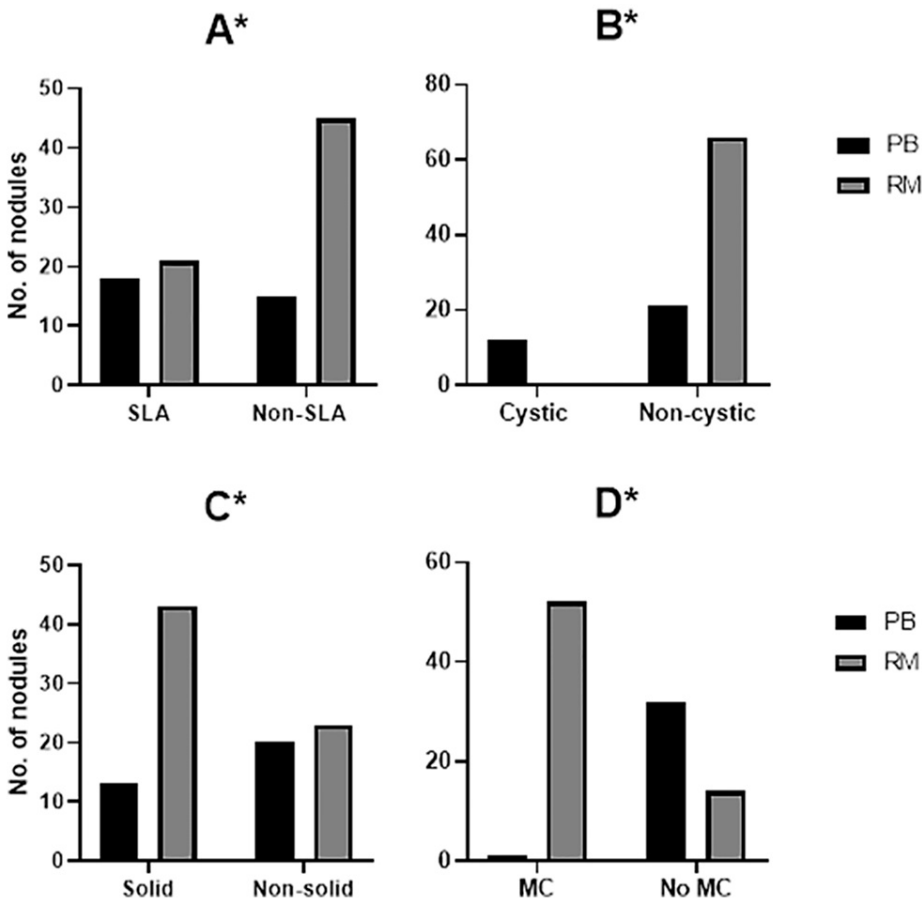 A*
B*
50
40
30
20
10
0
No. of nodules
SLA
Non-SLA
80
60
40
20
0
Cystic
Non-cystic
PB
RM
C*
D*
50
40
30
20
10
0
No. of nodules
Solid
Non-solid
60
40
20
0
MC
No MC
PB
RM